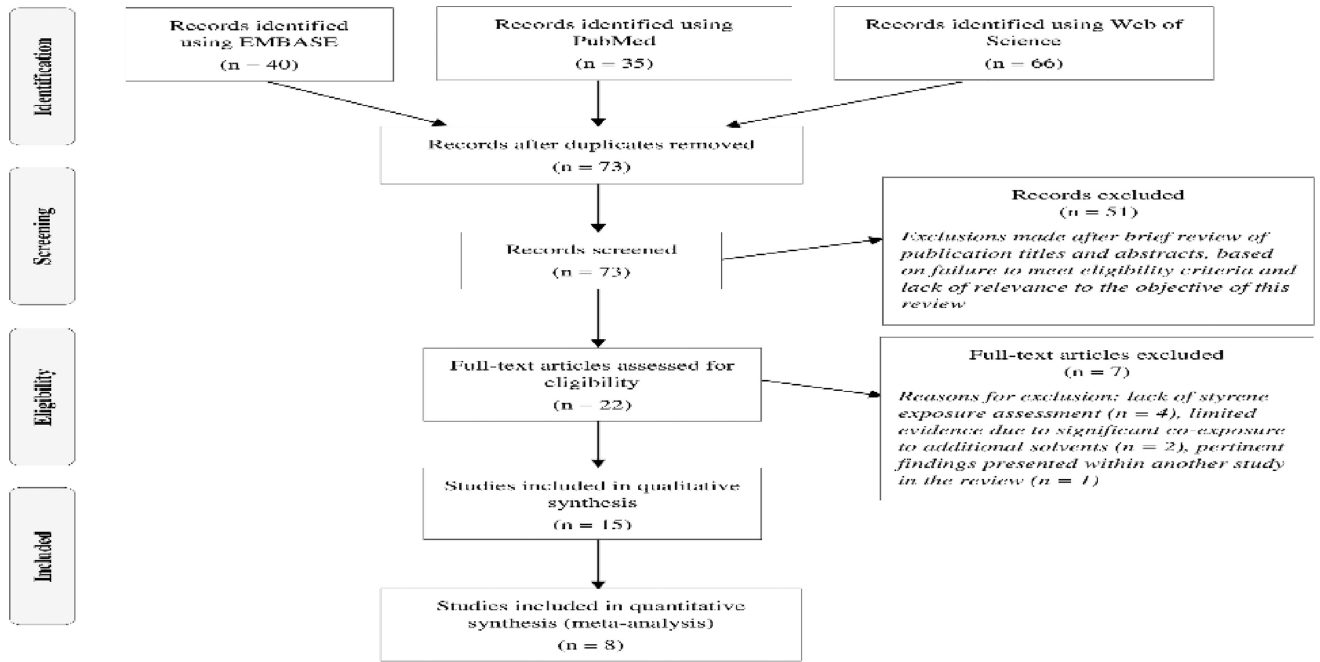 Identification
Records identified
using EMBASE
(n – 40)
Records identified using
PubMed
(n = 35)
Records identified using Web of
Science
(n = 66)
Records after duplicates removed
(n = 73)
Screening
Records screened
(n = 73)
Records excluded
(n = 51)
Exclusions made after brief review of
publication titles and abstracts, based
on failure to meet eligibility criteria and
lack of relevance to the objective of this
review
Eligibility
Full-text articles assessed for
eligibility
(n – 22)
Full-text articles excluded
(n = 7)
Reasons for exclusion: lack of styrene
exposure assessment (n = 4), limited
evidence due to significant co-exposure
to additional solvents (n = 2), pertinent
findings presented within another study
in the review (n = 1)
Included
Studies included in qualitative
synthesis
(n = 15)
Studies included in quantitative
synthesis (meta-analysis)
(n = 8)